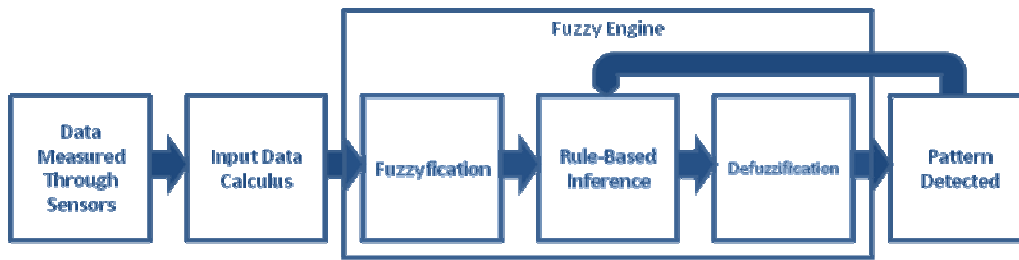 Fuzzy Engine
Data
Measured
Through
Sensors
Input Data
Calculus
Fuzzyfication
Rule-Based
Inference
Defuzzification
Pattern
Detected